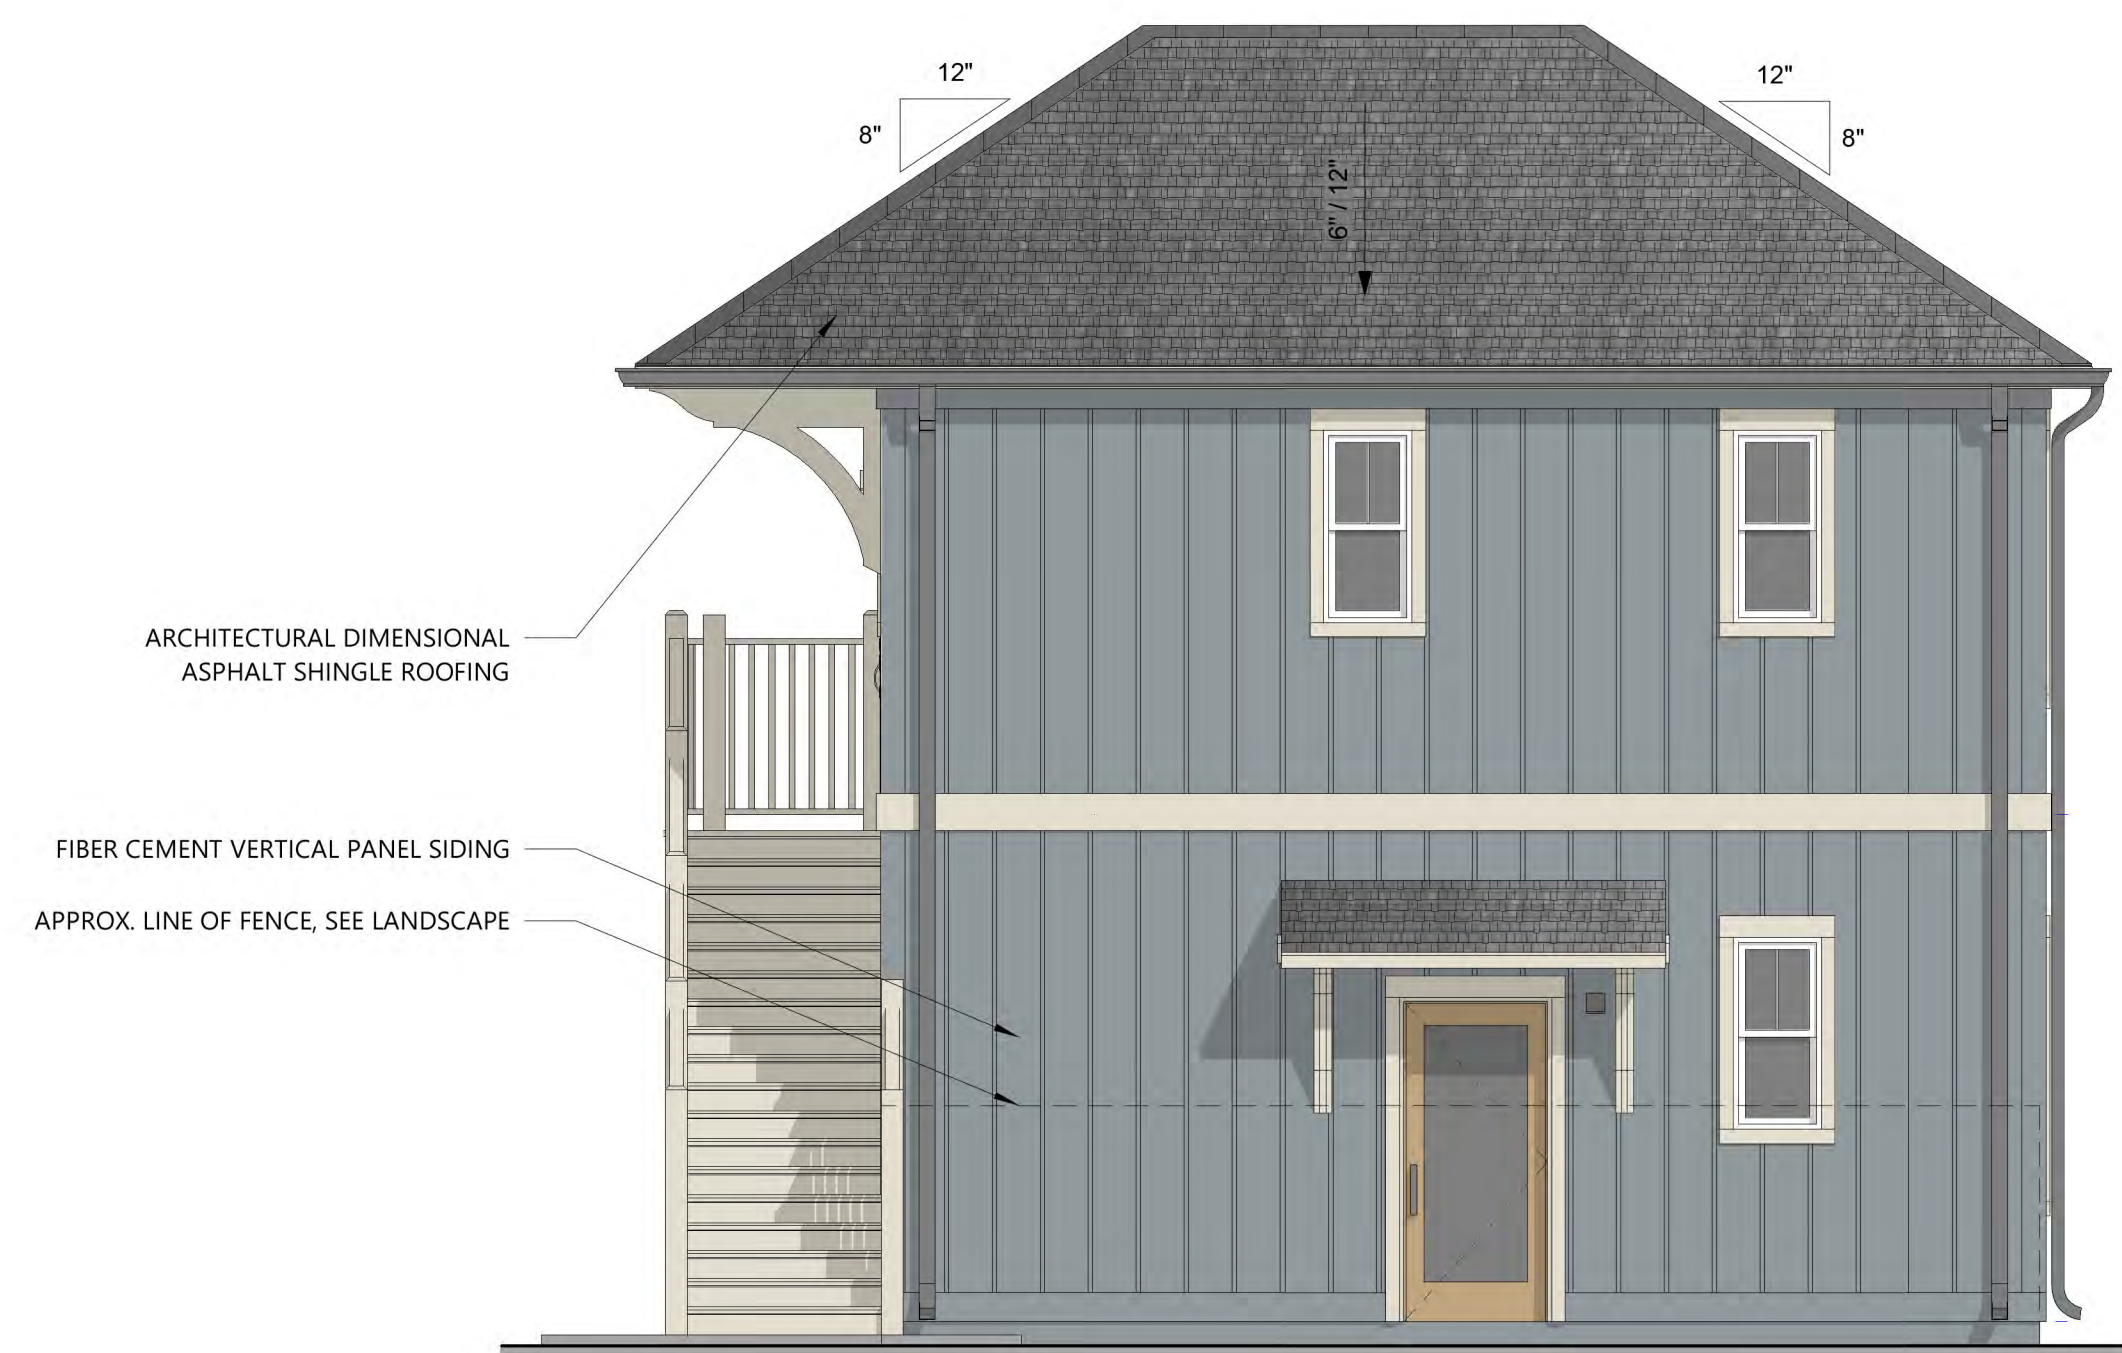 12"
8"
12"
8"
6" / 12"
ARCHITECTURAL DIMENSIONAL
ASPHALT SHINGLE ROOFING
FIBER CEMENT VERTICAL PANEL SIDING
APPROX. LINE OF FENCE, SEE LANDSCAPE